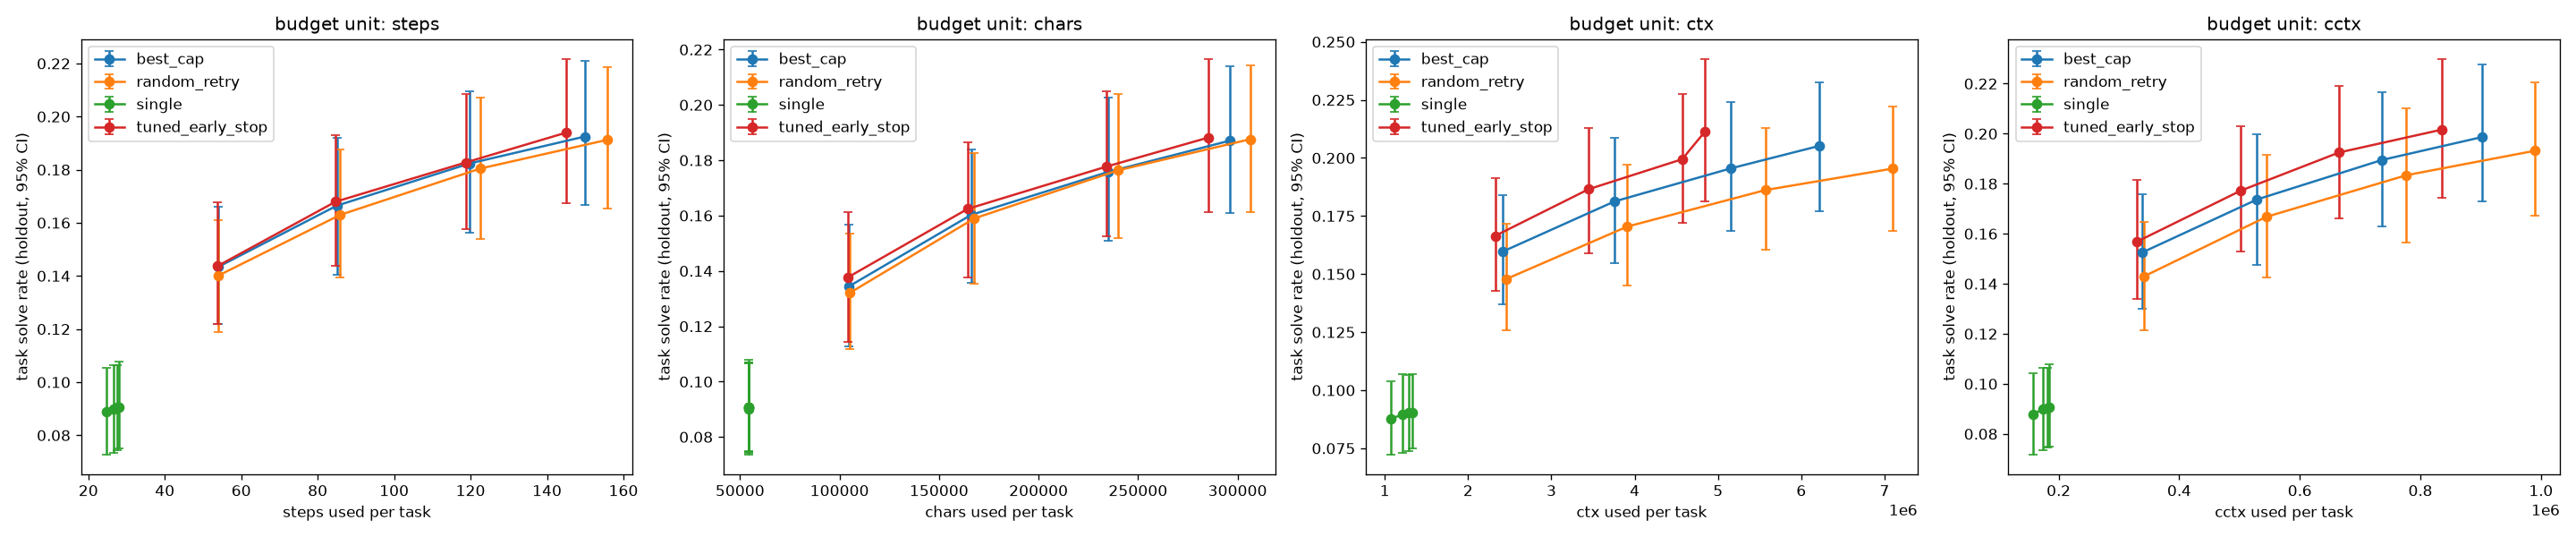 budget unit: steps
task solve rate (holdout, 95% CI)
0.22
0.20
0.18
0.16
0.14
0.12
0.10
0.08
best_cap
random_retry
single
tuned_early_stop
20
40
60
80
100
120
140
160
steps used per task
budget unit: chars
task solve rate (holdout, 95% CI)
0.22
0.20
0.18
0.16
0.14
0.12
0.10
0.08
best_cap
random_retry
single
tuned_early_stop
50000
100000
150000
200000
250000
300000
chars used per task
budget unit: ctx
task solve rate (holdout, 95% CI)
0.250
0.225
0.200
0.175
0.150
0.125
0.100
0.075
best_cap
random_retry
single
tuned_early_stop
1
2
3
4
5
6
7
1e6
ctx used per task
budget unit: cctx
task solve rate (holdout, 95% CI)
0.22
0.20
0.18
0.16
0.14
0.12
0.10
0.08
best_cap
random_retry
single
tuned_early_stop
0.2
0.4
0.6
0.8
1.0
1e6
cctx used per task